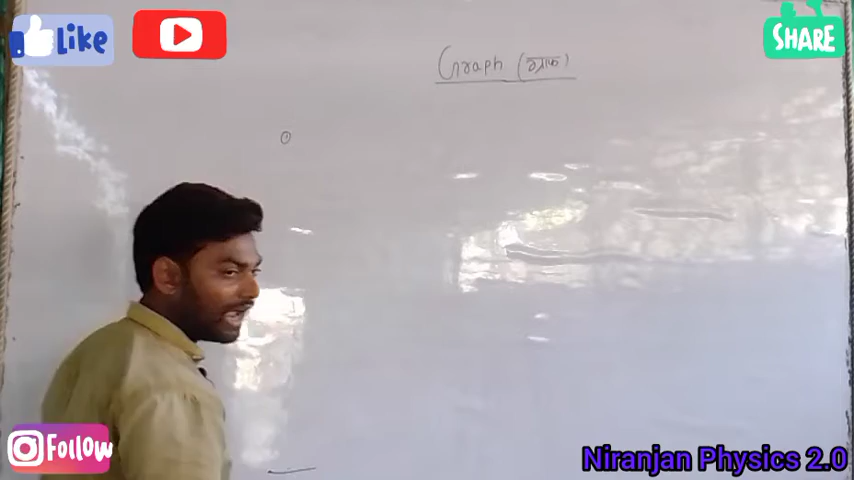 Like
SHARE
Graph (ग्राफ)
FOLLOW
Niranjan Physics 2.0